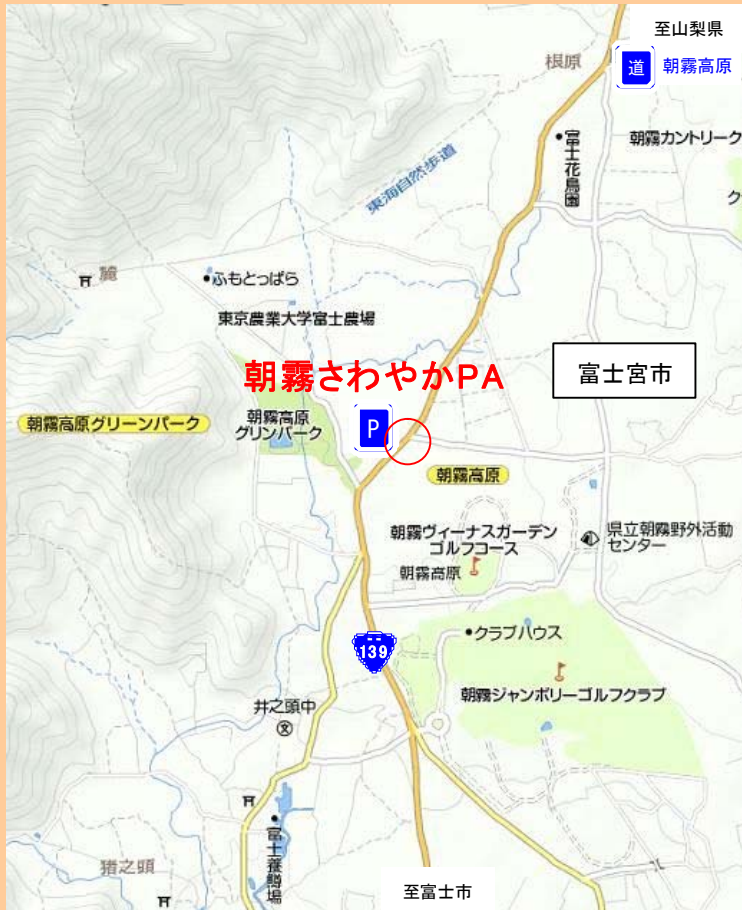 至山梨県
根原
道
朝霧高原
富士花鳥園
朝霧カントリーク
ク
東海自然歩道
麓
ふもとっぱら
東京農業大学富士農場
朝霧さわやかPA
富士宮市
朝霧高原グリーンパーク
朝霧高原
グリンパーク
P
朝霧高原
朝霧ヴィーナスガーデン
ゴルフコース
朝霧高原
県立朝霧野外活動
センター
クラブハウス
139
朝霧ジャンボリーゴルフクラブ
井之頭中
文
富士養鱒場
猪之頭
至富士市